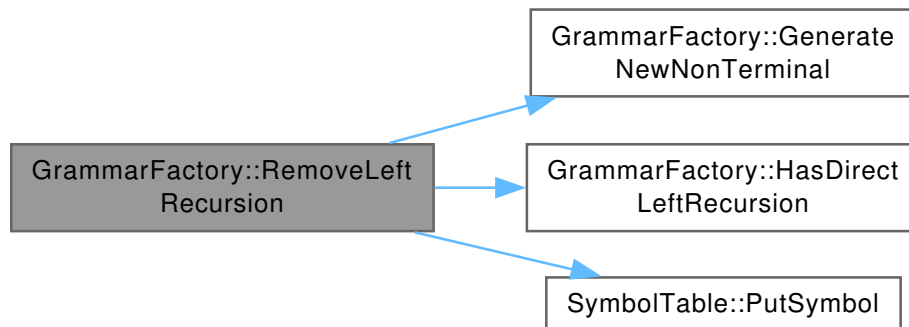 GrammarFactory::Generate
NewNonTerminal
GrammarFactory::RemoveLeft
Recursion
GrammarFactory::HasDirect
LeftRecursion
SymbolTable::PutSymbol